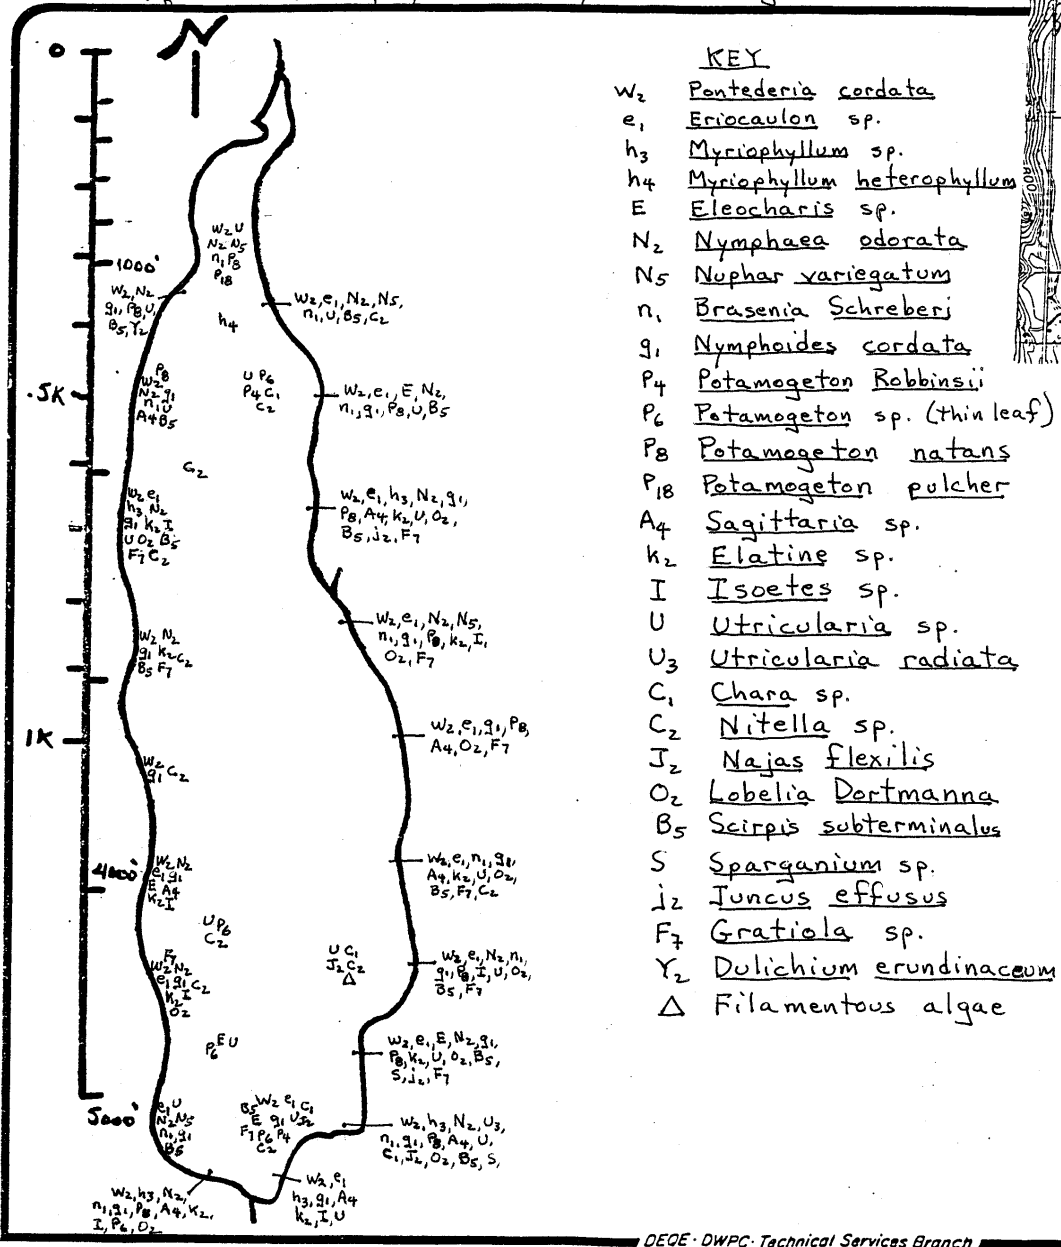 N
0
1000'
.5K
1K
4000'
5000'
W₂ U
N₂ N₅
n₁ P₈
P₁₈
W₂, N₂
g₁, P₈, U,
B₅, Y₂
h₄
W₂, e₁, N₂, N₅,
n₁, U, B₅, C₂
P₈
W₂
N₂ g₁
n₁ U
A4 B₅
U P₆
P4 C₁
C₂
W₂, e₁, E, N₂,
n₁, g₁, P₈, U, B₅
C₂
W₂ e₁
h₃ N₂
g₁ k₂ I
U O₂ B₅
F₇ C₂
W₂, e₁, h₃, N₂, g₁,
P₈, A4, k₂, U, O₂,
B₅, j₂, F₇
W₂ N₂
g₁ k₂ C₂
B₅ F₇
W₂, e₁, N₂, N₅,
n₁, g₁, P₈, k₂, I,
O₂, F₇
W₂, e₁, g₁, P₈,
A4, O₂, F₇
W₂
g₁ C₂
W₂, N₂
e₁ g₁
E A4
k₂ I
W₂, e₁, n₁, g₁,
A4, k₂, U, O₂,
B₅, F₇, C₂
U P₆
C₂
U C₁
J₂ C₂
△
F₇
W₂ N₂
e₁ g₁ C₂
k₂ I
O₂
W₂, e₁, N₂, n₁,
g₁, P₈, I, U, O₂,
B₅, F₇
P₆ E U
W₂, e₁, E, N₂, g₁,
P₈, k₂, U, O₂, B₅,
S, j₂, F₇
e₁ U
N₂ N₅
n₁, g₁
B₅
B₅ W₂ e₁ C₁
E g₁ U J₂
F₇ P₆ P4
C₂
W₂, h₃, N₂, U₃,
n₁, g₁, P₈, A4, U,
C₁, J₂, O₂, B₅, S,
W₂, h₃, N₂,
n₁, g₁, P₈, A4, k₂,
I, P₆, O₂
W₂, e₁
h₃, g₁, A4
k₂, I, U
KEY
W₂ Pontederia cordata
e₁ Eriocaulon sp.
h₃ Myriophyllum sp.
h4 Myriophyllum heterophyllum
E Eleocharis sp.
N₂ Nymphaea odorata
N₅ Nuphar variegatum
n₁ Brasenia Schreberi
g₁ Nymphoides cordata
P4 Potamogeton Robbinsii
P₆ Potamogeton sp. (thin leaf)
P₈ Potamogeton natans
P₁₈ Potamogeton pulcher
A4 Sagittaria sp.
k₂ Elatine sp.
I Isoetes sp.
U Utricularia sp.
U₃ Utricularia radiata
C₁ Chara sp.
C₂ Nitella sp.
J₂ Najas flexilis
O₂ Lobelia Dortmanna
B₅ Scirpis subterminalus
S Sparganium sp.
j₂ Juncus effusus
F₇ Gratiola sp.
Y₂ Dulichium erundinaceum
△ Filamentous algae
DEQE · DWPC · Technical Services Branch